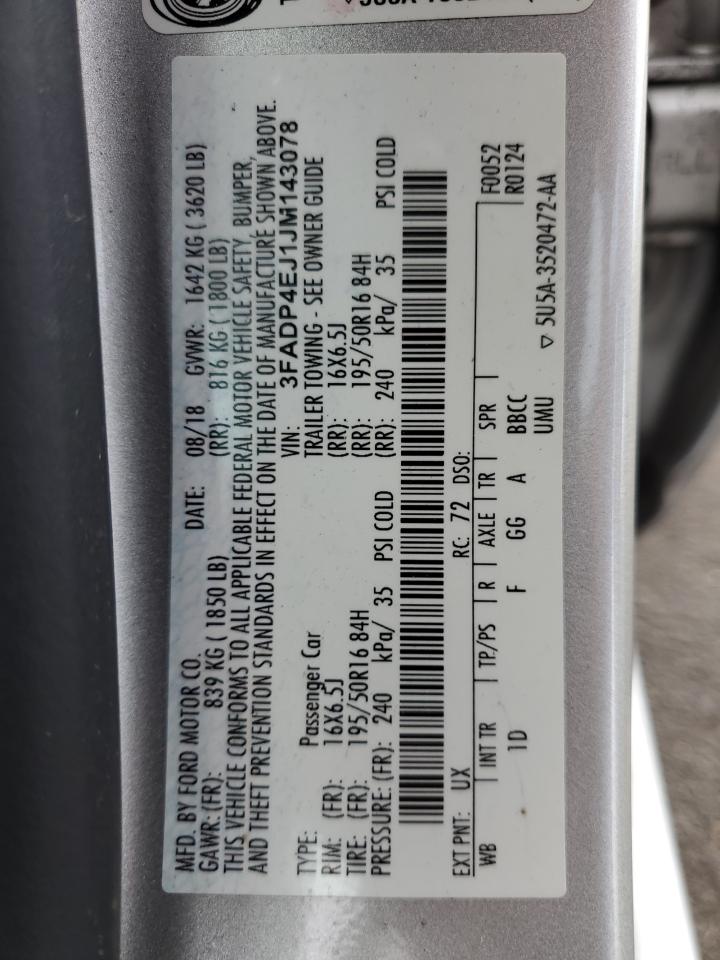 MFD. BY FORD MOTOR CO. DATE: 08/18 GVWR: 1642 KG ( 3620 LB)
GAWR: (FR): 839 KG ( 1850 LB) (RR): 816 KG ( 1800 LB)
THIS VEHICLE CONFORMS TO ALL APPLICABLE FEDERAL MOTOR VEHICLE SAFETY, BUMPER,
AND THEFT PREVENTION STANDARDS IN EFFECT ON THE DATE OF MANUFACTURE SHOWN ABOVE.
VIN: 3FADP4EJ1JM143078
TYPE: Passenger Car TRAILER TOWING - SEE OWNER GUIDE
RIM: (FR): 16X6.5J (RR): 16X6.5J
TIRE: (FR): 195/50R16 84H (RR): 195/50R16 84H
PRESSURE: (FR): 240 kPa/ 35 PSI COLD (RR): 240 kPa/ 35 PSI COLD
EXT PNT: UX RC: 72 DSO: F0052
WB INT TR TP/PS R AXLE TR SPR R0124
1D F GG A BBCC
UMU ▽ 5U5A-3520472-AA